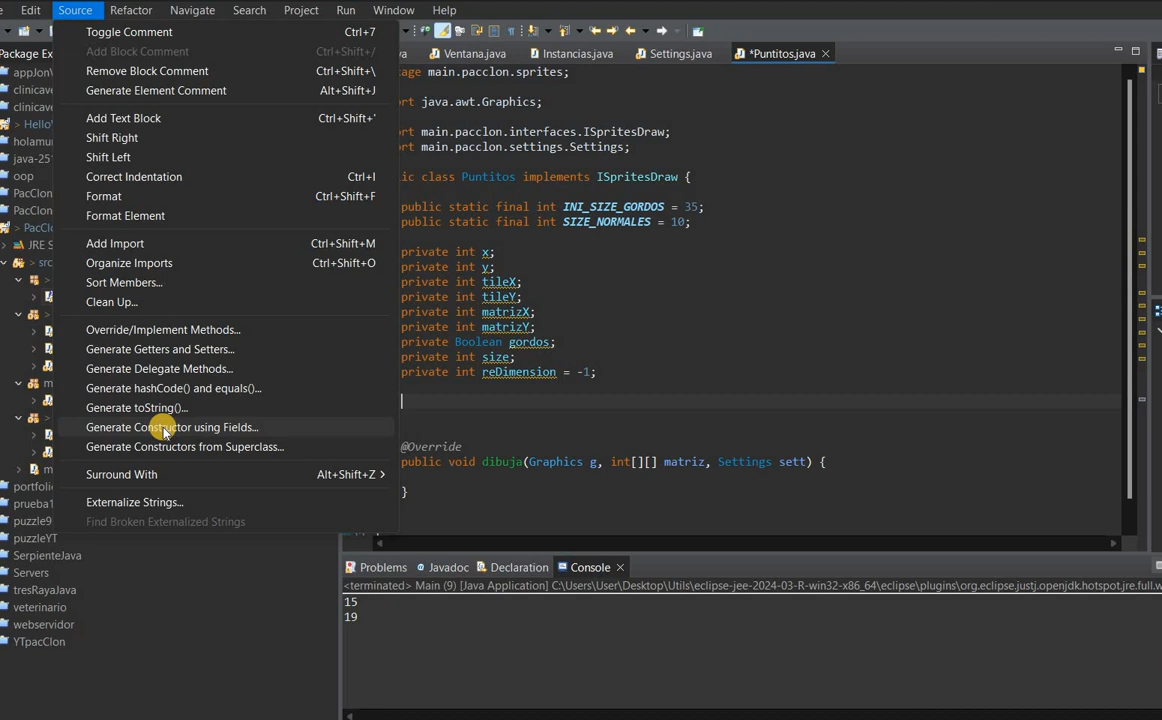 Edit Source Refactor Navigate Search Project Run Window Help
Toggle Comment Ctrl+7
Add Block Comment Ctrl+Shift+/
Remove Block Comment Ctrl+Shift+\
Generate Element Comment Alt+Shift+J
Add Text Block Ctrl+Shift+'
Shift Right
Shift Left
Correct Indentation Ctrl+I
Format Ctrl+Shift+F
Format Element
Add Import Ctrl+Shift+M
Organize Imports Ctrl+Shift+O
Sort Members...
Clean Up...
Override/Implement Methods...
Generate Getters and Setters...
Generate Delegate Methods...
Generate hashCode() and equals()...
Generate toString()...
Generate Constructor using Fields...
Generate Constructors from Superclass...
Surround With Alt+Shift+Z >
Externalize Strings...
Find Broken Externalized Strings
Package Ex
appJon
clinicave
clinicave
> Hello
holamu
java-25
oop
PacClon
PacClon
> PacCl
JRE S
> src
>
>
m
>
m
portfoli
prueba1
puzzle9
puzzleYT
SerpienteJava
Servers
tresRayaJava
veterinario
webservidor
YTpacClon
va Ventana.java Instancias.java Settings.java *Puntitos.java
age main.pacclon.sprites;
rt java.awt.Graphics;
rt main.pacclon.interfaces.ISpritesDraw;
rt main.pacclon.settings.Settings;
ic class Puntitos implements ISpritesDraw {
public static final int INI_SIZE_GORDOS = 35;
public static final int SIZE_NORMALES = 10;
private int x;
private int y;
private int tileX;
private int tileY;
private int matrizX;
private int matrizY;
private Boolean gordos;
private int size;
private int reDimension = -1;
@Override
public void dibuja(Graphics g, int[][] matriz, Settings sett) {
}
Problems Javadoc Declaration Console
<terminated> Main (9) [Java Application] C:\Users\User\Desktop\Utils\eclipse-jee-2024-03-R-win32-x86_64\eclipse\plugins\org.eclipse.justj.openjdk.hotspot.jre.full.w
15
19